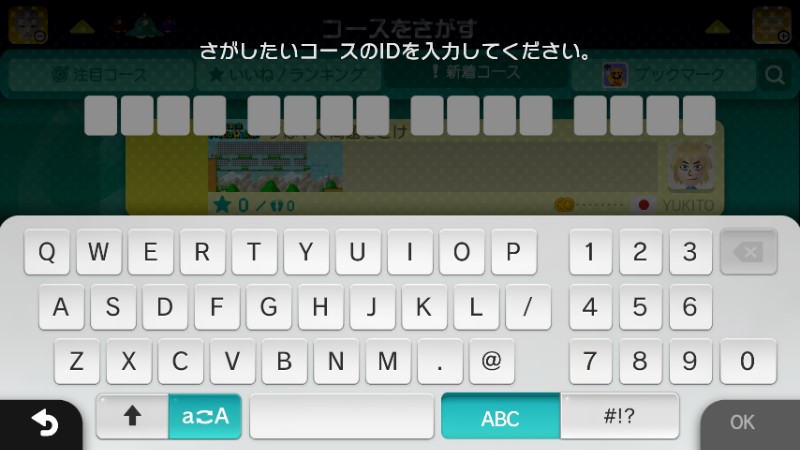 コースをさがす
さがしたいコースのIDを入力してください。
注目コース
いいね！ランキング
！新着コース
ブックマーク
0 / 0
YUKITO
Q W E R T Y U I O P 1 2 3
A S D F G H J K L / 4 5 6
Z X C V B N M . @ 7 8 9 0
a A ABC #!? OK